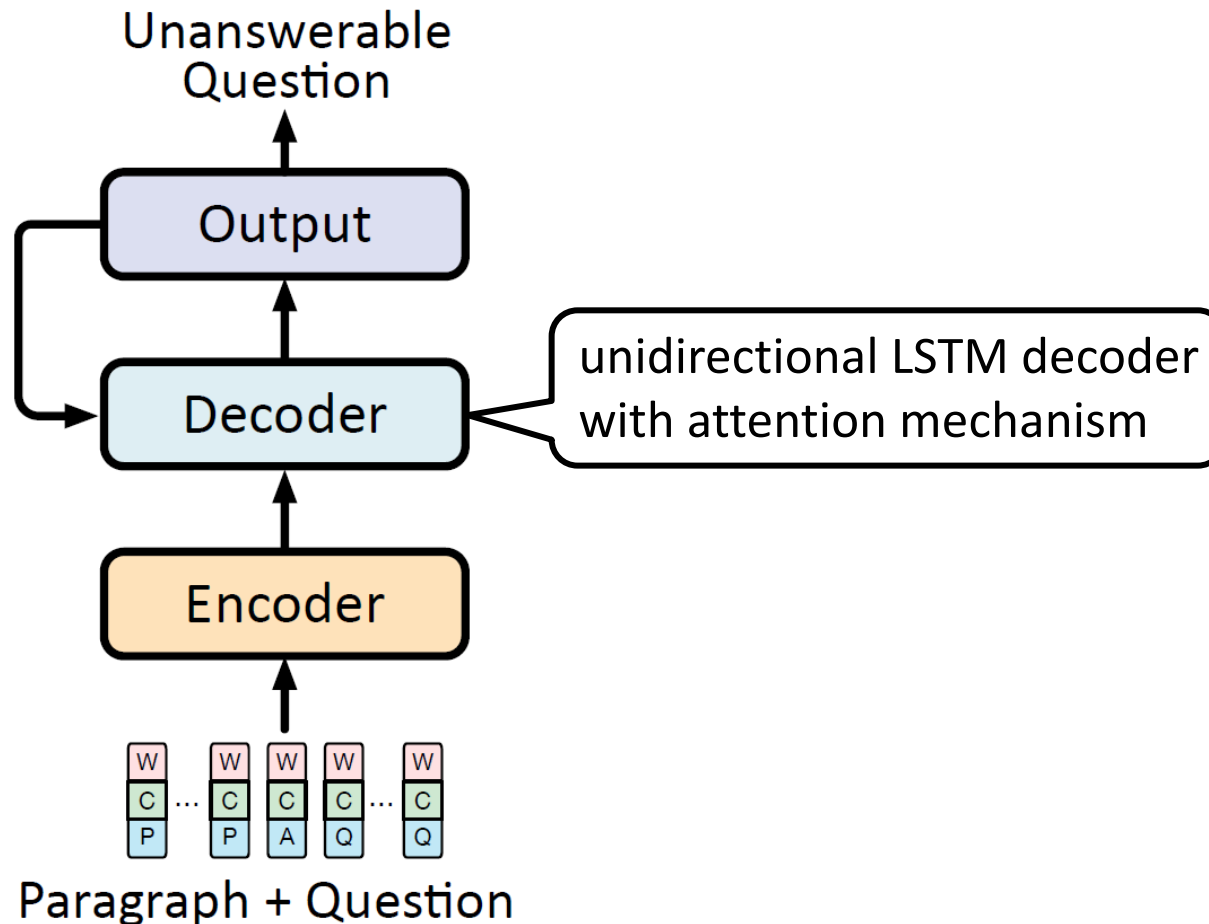 Unanswerable
Question
Output
unidirectional LSTM decoder
with attention mechanism
Decoder
Encoder
W W W W W
C ... C C C ... C
P P A Q Q
Paragraph + Question